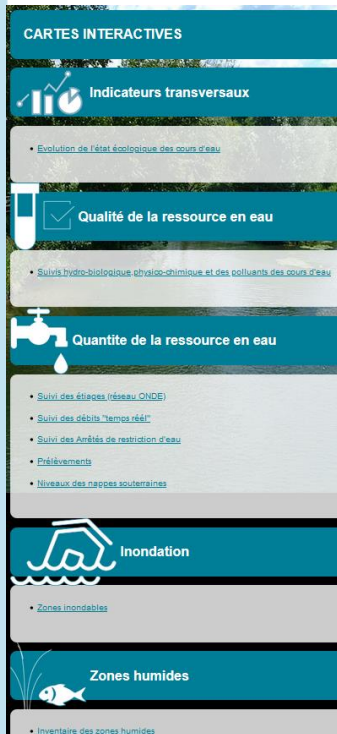 CARTES INTERACTIVES
Indicateurs transversaux
Evolution de l'état écologique des cours d'eau
Qualité de la ressource en eau
Suivis hydro-biologique,physico-chimique et des polluants des cours d'eau
Quantite de la ressource en eau
Suivi des étiages (réseau ONDE)
Suivi des débits "temps réél"
Suivi des Arrêtés de restriction d'eau
Prélèvements
Niveaux des nappes souterraines
Inondation
Zones inondables
Zones humides
Inventaire des zones humides